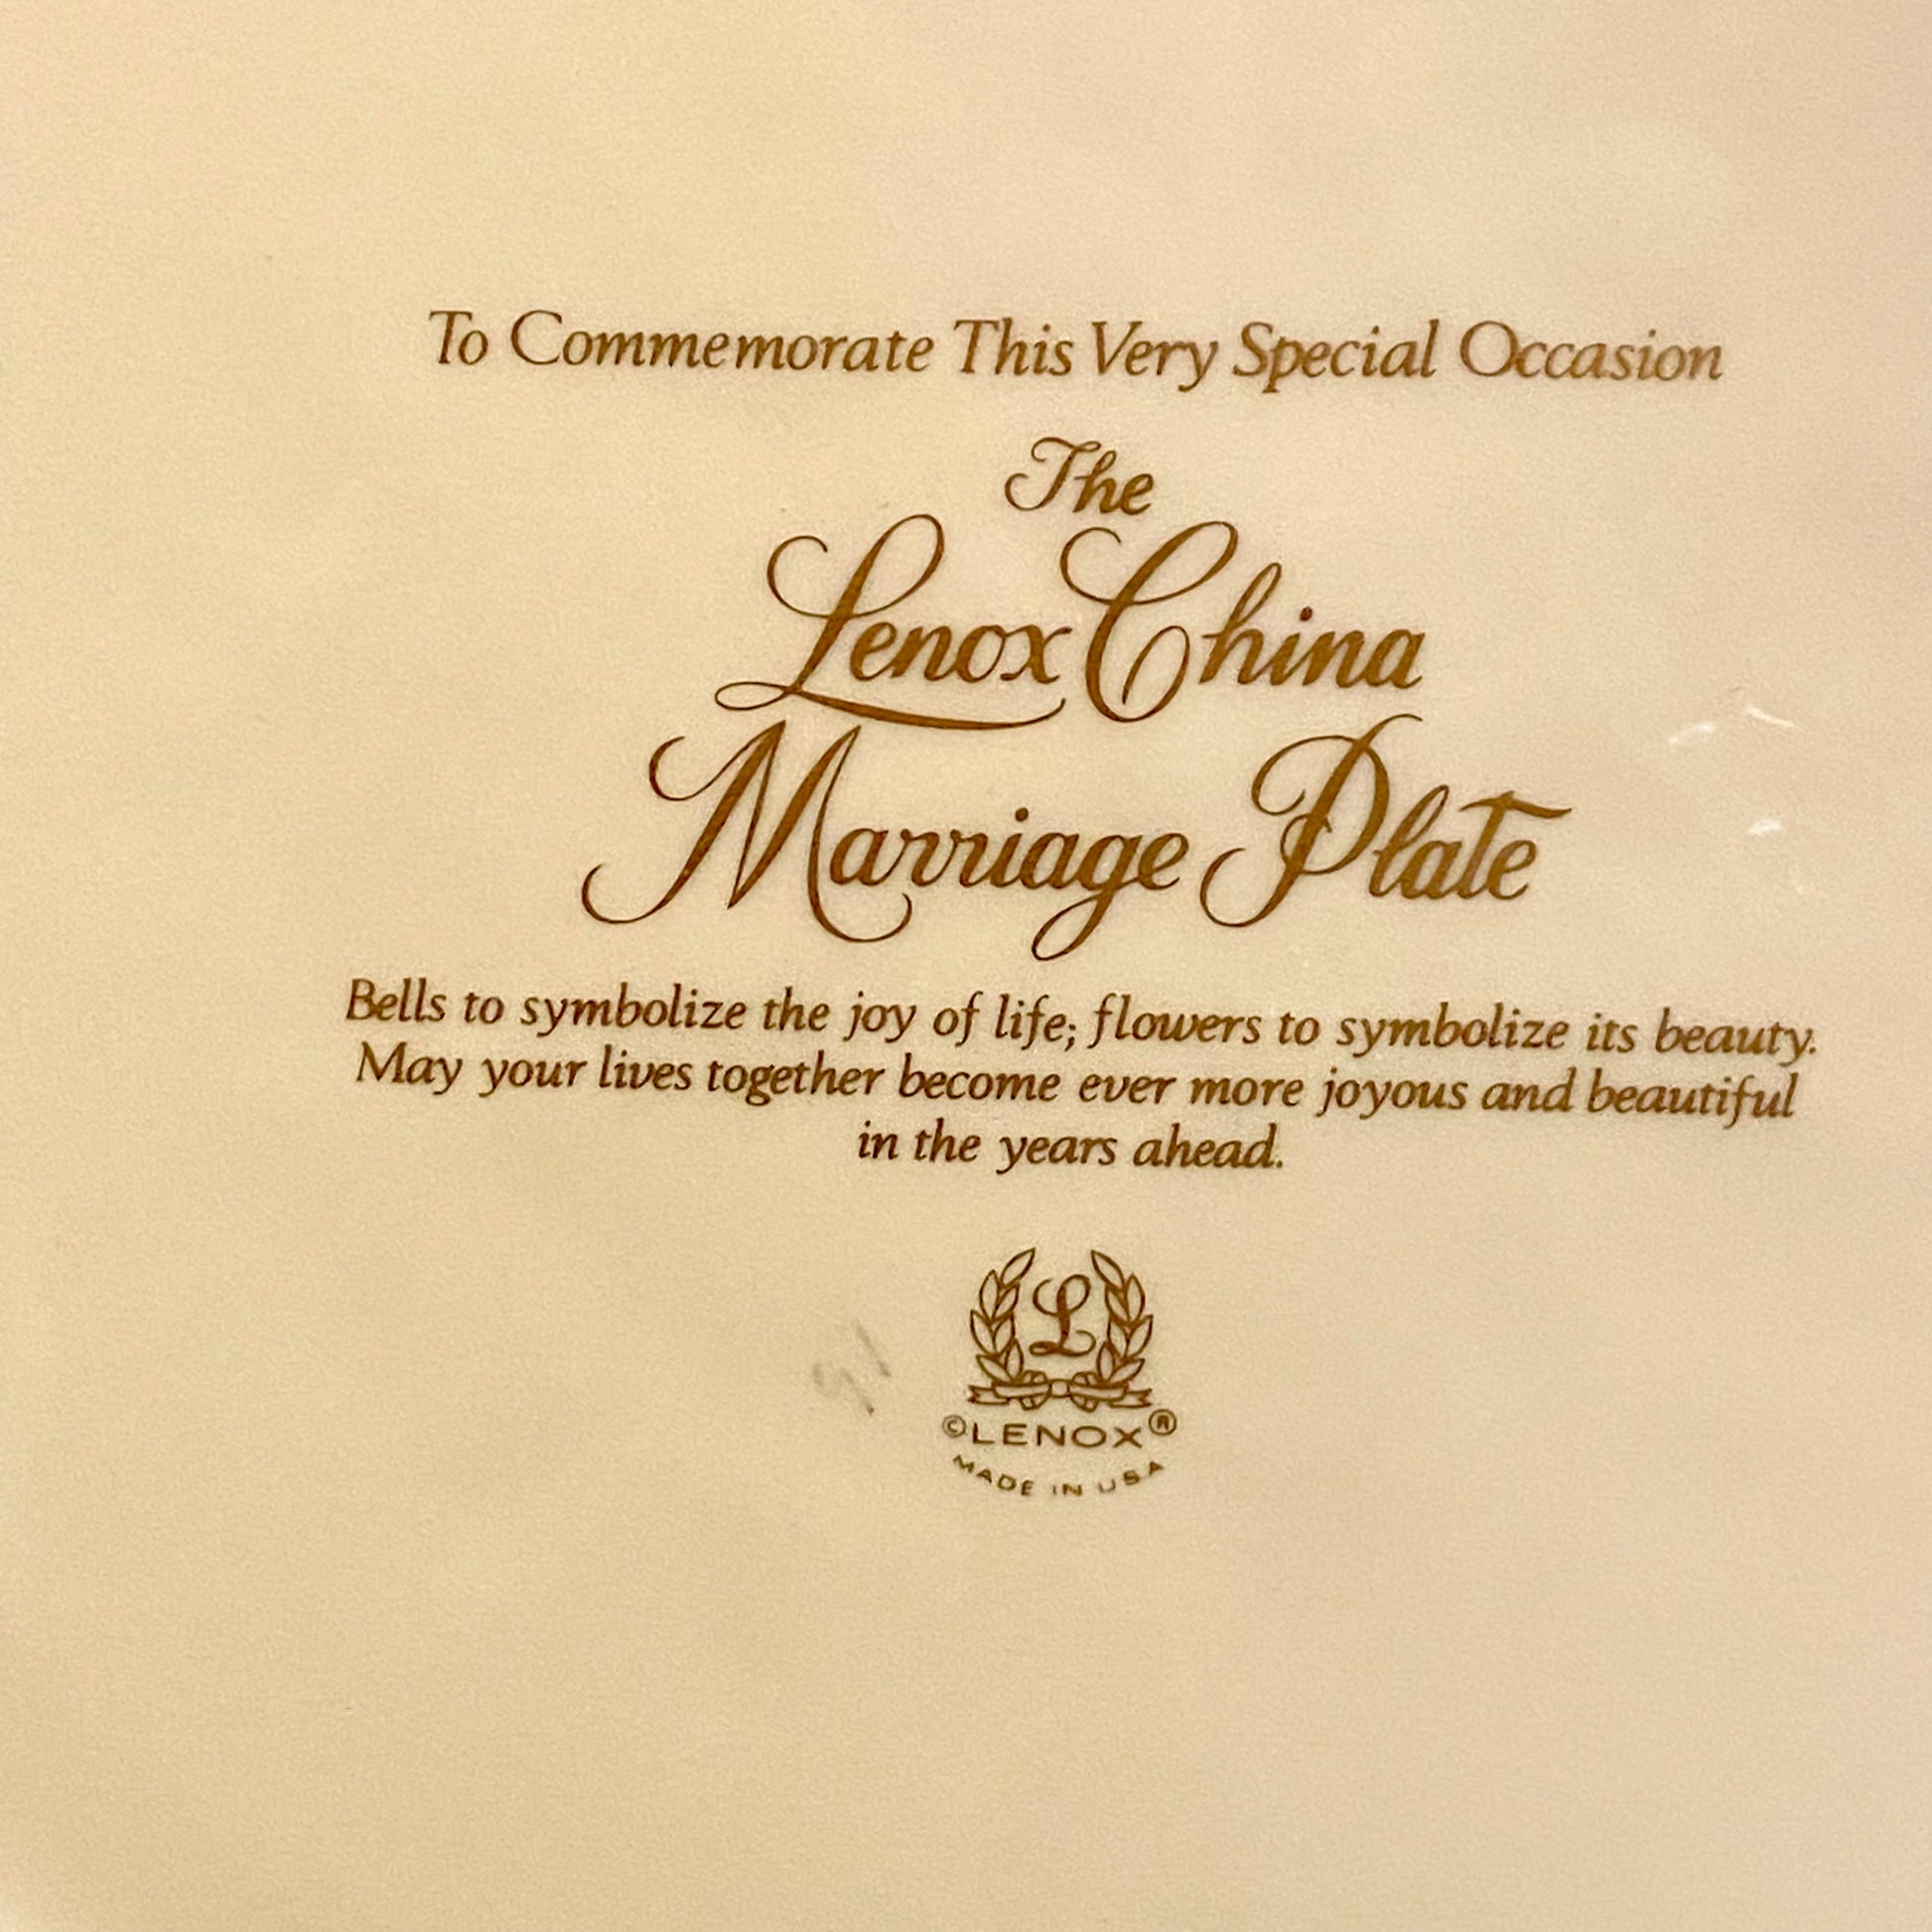 To Commemorate This Very Special Occasion
The
Lenox China
Marriage Plate
Bells to symbolize the joy of life; flowers to symbolize its beauty.
May your lives together become ever more joyous and beautiful
in the years ahead.
L
©LENOX®
MADE IN USA